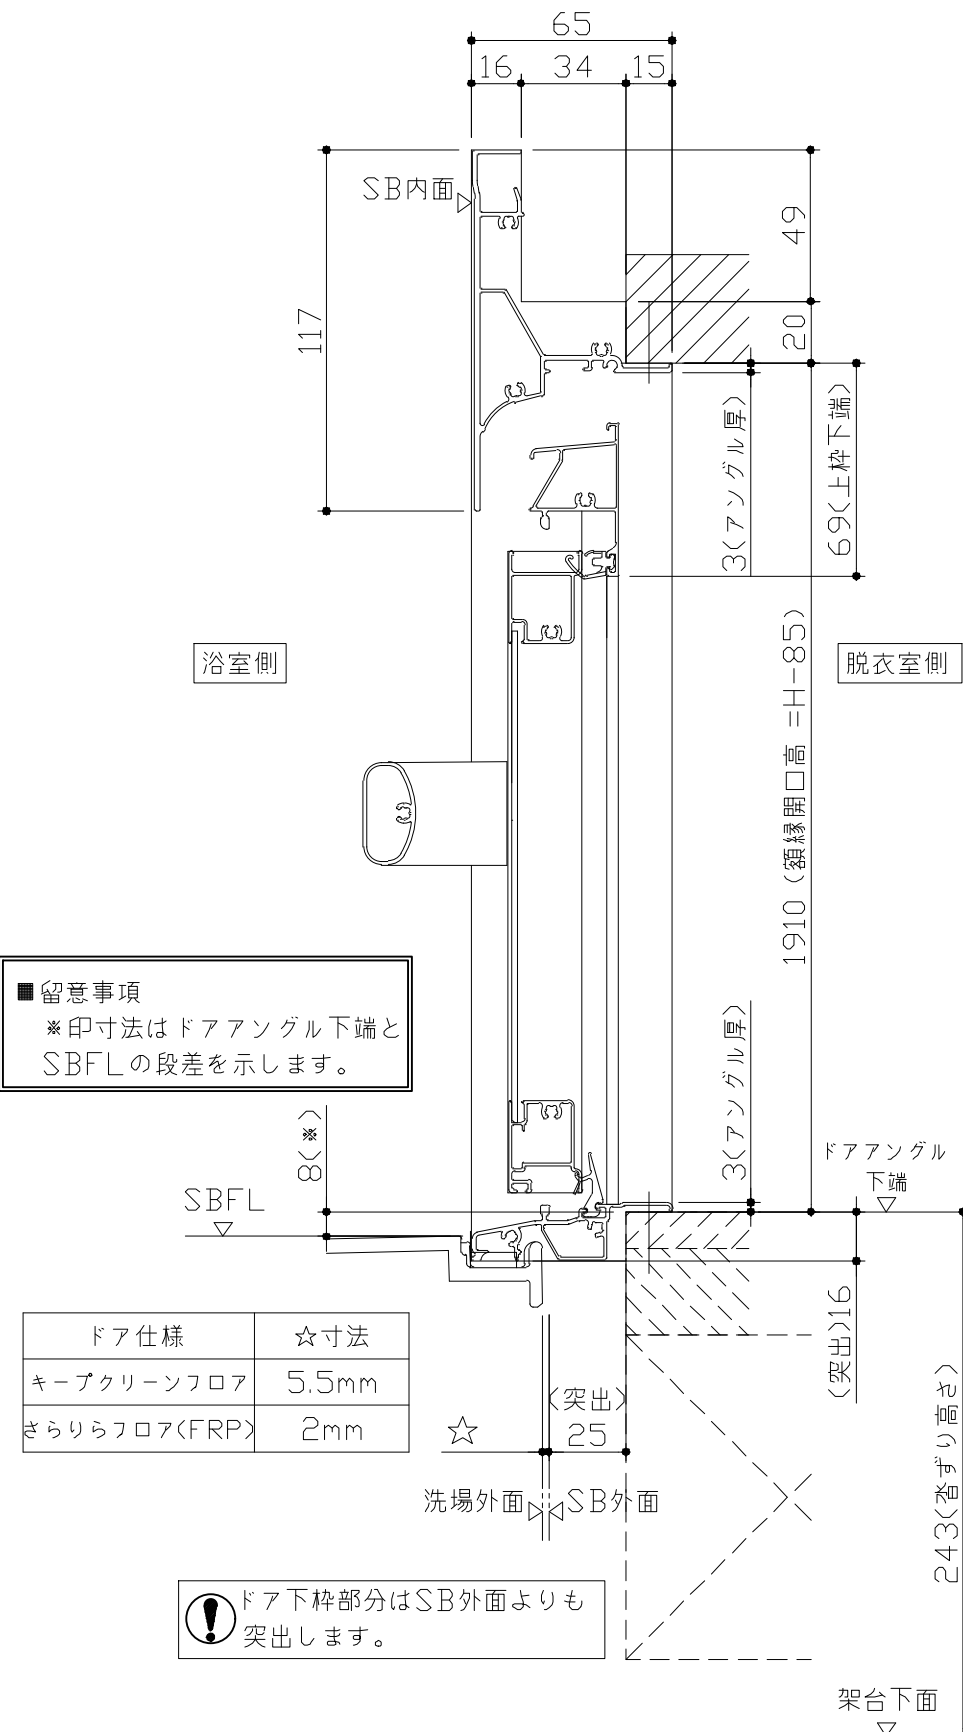 65
16
34
15
SB内面
49
117
20
3(アングル厚)
69(上枠下端)
浴室側
脱衣室側
1910 (額縁開口高 =H-85)
■留意事項
※印寸法はドアアングル下端と
SBFLの段差を示します。
8(※)
3(アングル厚)
ドアアングル
下端
SBFL
(突出)16
ドア仕様 ☆寸法
キープクリーンフロア 5.5mm
さらりらフロア(FRP) 2mm
(突出)
☆ 25
243(沓ずり高さ)
洗場外面 SB外面
ドア下枠部分はSB外面よりも
突出します。
架台下面